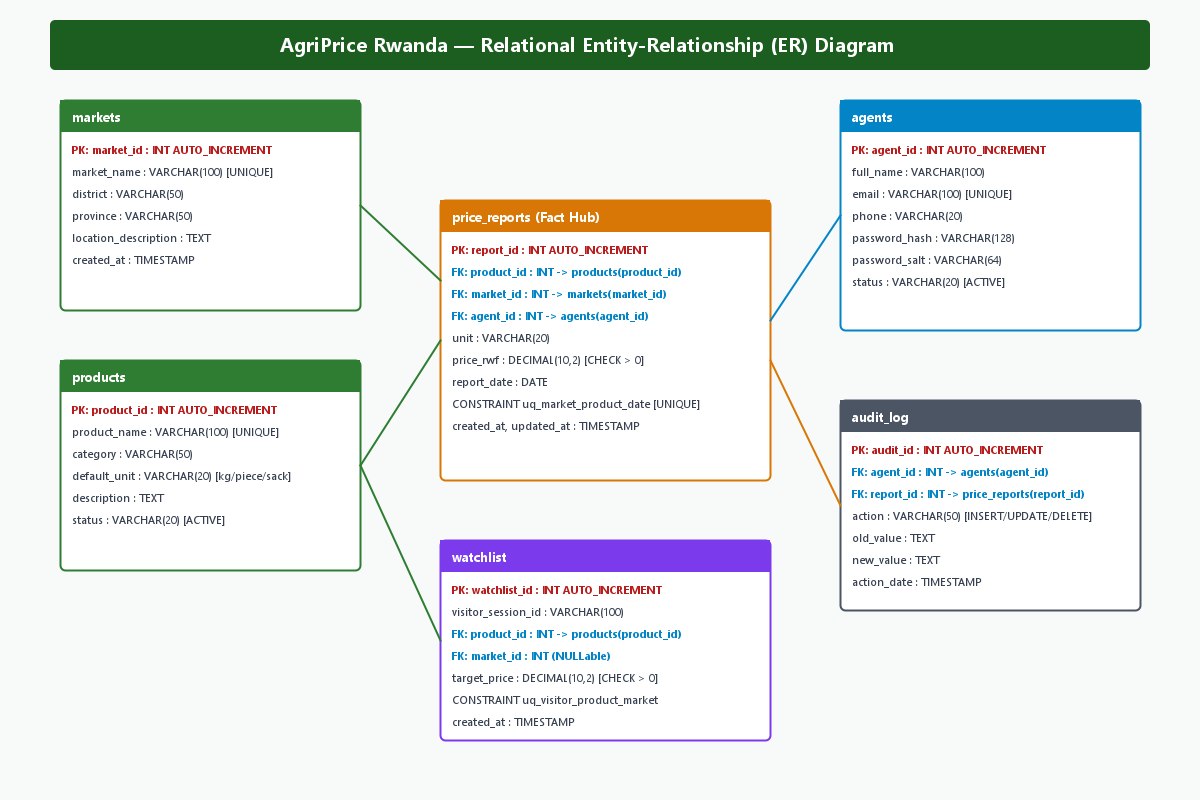 AgriPrice Rwanda — Relational Entity-Relationship (ER) Diagram
markets
PK: market_id : INT AUTO_INCREMENT
market_name : VARCHAR(100) [UNIQUE]
district : VARCHAR(50)
province : VARCHAR(50)
location_description : TEXT
created_at : TIMESTAMP
products
PK: product_id : INT AUTO_INCREMENT
product_name : VARCHAR(100) [UNIQUE]
category : VARCHAR(50)
default_unit : VARCHAR(20) [kg/piece/sack]
description : TEXT
status : VARCHAR(20) [ACTIVE]
price_reports (Fact Hub)
PK: report_id : INT AUTO_INCREMENT
FK: product_id : INT -> products(product_id)
FK: market_id : INT -> markets(market_id)
FK: agent_id : INT -> agents(agent_id)
unit : VARCHAR(20)
price_rwf : DECIMAL(10,2) [CHECK > 0]
report_date : DATE
CONSTRAINT uq_market_product_date [UNIQUE]
created_at, updated_at : TIMESTAMP
watchlist
PK: watchlist_id : INT AUTO_INCREMENT
visitor_session_id : VARCHAR(100)
FK: product_id : INT -> products(product_id)
FK: market_id : INT (NULLable)
target_price : DECIMAL(10,2) [CHECK > 0]
CONSTRAINT uq_visitor_product_market
created_at : TIMESTAMP
agents
PK: agent_id : INT AUTO_INCREMENT
full_name : VARCHAR(100)
email : VARCHAR(100) [UNIQUE]
phone : VARCHAR(20)
password_hash : VARCHAR(128)
password_salt : VARCHAR(64)
status : VARCHAR(20) [ACTIVE]
audit_log
PK: audit_id : INT AUTO_INCREMENT
FK: agent_id : INT -> agents(agent_id)
FK: report_id : INT -> price_reports(report_id)
action : VARCHAR(50) [INSERT/UPDATE/DELETE]
old_value : TEXT
new_value : TEXT
action_date : TIMESTAMP